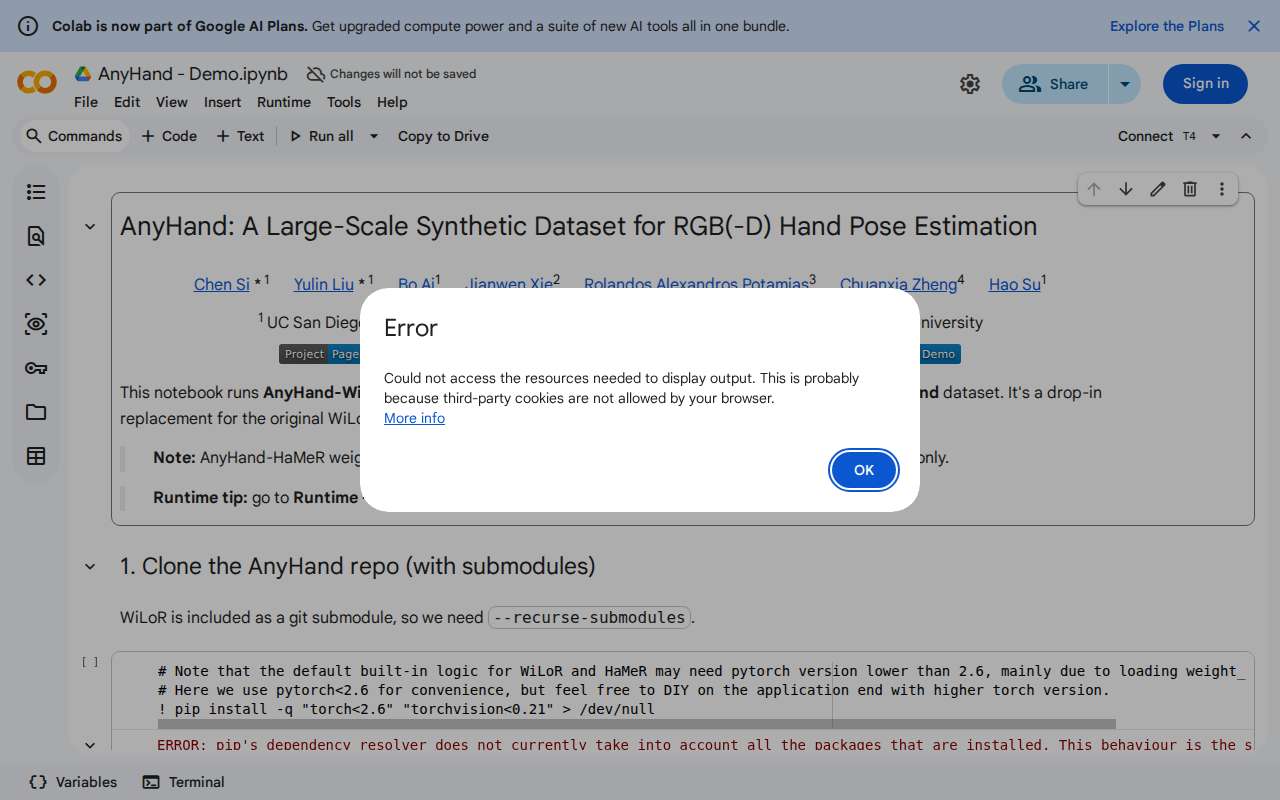 Colab is now part of Google AI Plans. Get upgraded compute power and a suite of new AI tools all in one bundle.
Explore the Plans
AnyHand - Demo.ipynb
Changes will not be saved
File Edit View Insert Runtime Tools Help
Share
Sign in
Commands
Code
Text
Run all
Copy to Drive
Connect T4
AnyHand: A Large-Scale Synthetic Dataset for RGB(-D) Hand Pose Estimation
Chen Si * 1 Yulin Liu * 1 Bo Ai1 Jianwen Xie2 Rolandos Alexandros Potamias3 Chuanxia Zheng4 Hao Su1
1 UC San Dieg
niversity
Project Page
Demo
This notebook runs AnyHand-Wi
nd dataset. It's a drop-in
replacement for the original WiLo
Note: AnyHand-HaMeR weig
only.
Runtime tip: go to Runtime
Error
Could not access the resources needed to display output. This is probably
because third-party cookies are not allowed by your browser.
More info
OK
1. Clone the AnyHand repo (with submodules)
WiLoR is included as a git submodule, so we need --recurse-submodules.
[ ]
# Note that the default built-in logic for WiLoR and HaMeR may need pytorch version lower than 2.6, mainly due to loading weight_
# Here we use pytorch<2.6 for convenience, but feel free to DIY on the application end with higher torch version.
! pip install -q "torch<2.6" "torchvision<0.21" > /dev/null
ERROR: pip's dependency resolver does not currently take into account all the packages that are installed. This behaviour is the s
Variables
Terminal